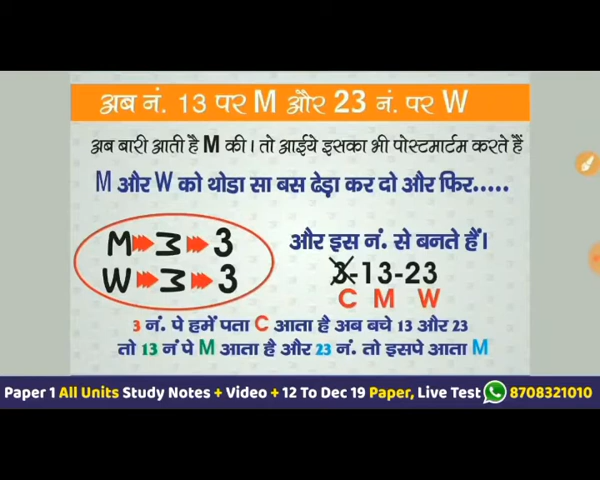 अब नं. 13 पर M और 23 नं. पर W
अब बारी आती है M की। तो आईये इसका भी पोस्टमार्टम करते हैं
M और W को थोडा सा बस ढेड़ा कर दो और फिर.....
M 3 3
W 3 3
और इस नं. से बनते हैं।
3-13-23
C M W
3 नं. पे हमें पता C आता है अब बचे 13 और 23
तो 13 नं पे M आता है और 23 नं. तो इसपे आता M
Paper 1 All Units Study Notes + Video + 12 To Dec 19 Paper, Live Test 8708321010